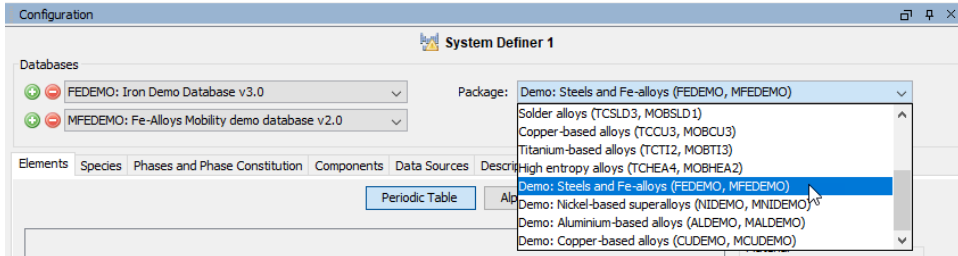 Configuration
System Definer 1
Databases
FEDEMO: Iron Demo Database v3.0
Package: Demo: Steels and Fe-alloys (FEDEMO, MFEDEMO)
MFEDEMO: Fe-Alloys Mobility demo database v2.0
Solder alloys (TCSLD3, MOBSLD1)
Copper-based alloys (TCCU3, MOBCU3)
Titanium-based alloys (TCTI2, MOBTI3)
High entropy alloys (TCHEA4, MOBHEA2)
Demo: Steels and Fe-alloys (FEDEMO, MFEDEMO)
Demo: Nickel-based superalloys (NIDEMO, MNIDEMO)
Demo: Aluminium-based alloys (ALDEMO, MALDEMO)
Demo: Copper-based alloys (CUDEMO, MCUDEMO)
Elements Species Phases and Phase Constitution Components Data Sources Descrip
Periodic Table Alp